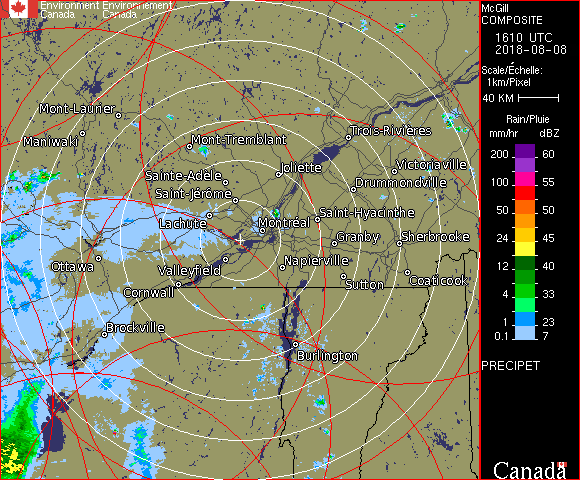 Environment Environnement
Canada Canada
McGill
COMPOSITE
1610 UTC
2018-08-08
Scale/Échelle:
1km/Pixel
40 KM
Rain/Pluie
mm/hr dBZ
200 60
100 55
50 50
24 45
12 40
4 33
1 23
0.1 7
PRECIPET
Canada
Mont-Laurier
Maniwaki
Mont-Tremblant
Trois-Rivières
Sainte-Adèle
Joliette
Victoriaville
Saint-Jérôme
Drummondville
Lachute
Montréal
Saint-Hyacinthe
Granby
Sherbrooke
Ottawa
Valleyfield
Napierville
Cornwall
Sutton
Coaticook
Brockville
Burlington